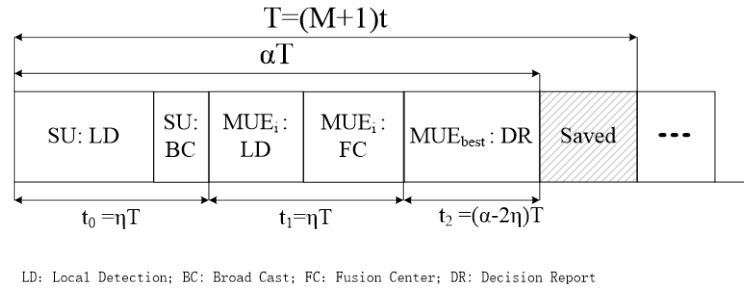 T=(M+1)t
αT
SU: LD
SU:
BC
MUEᵢ :
LD
MUEᵢ :
FC
MUE_best : DR
Saved
•••
t₀ =ηT
t₁=ηT
t₂ =(α-2η)T
LD: Local Detection; BC: Broad Cast; FC: Fusion Center; DR: Decision Report